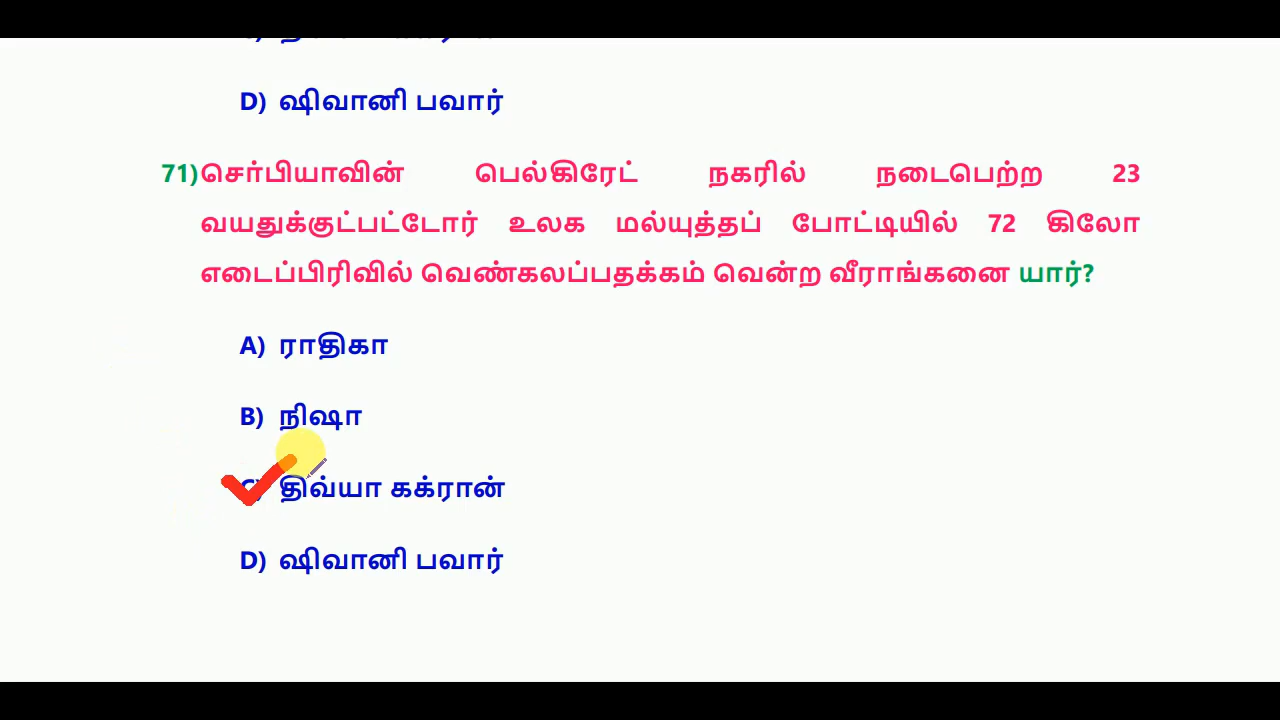 D) ஷிவானி பவார்
71)செர்பியாவின் பெல்கிரேட் நகரில் நடைபெற்ற 23
வயதுக்குட்பட்டோர் உலக மல்யுத்தப் போட்டியில் 72 கிலோ
எடைப்பிரிவில் வெண்கலப்பதக்கம் வென்ற வீராங்கனை யார்?
A) ராதிகா
B) நிஷா
C) திவ்யா கக்ரான்
D) ஷிவானி பவார்